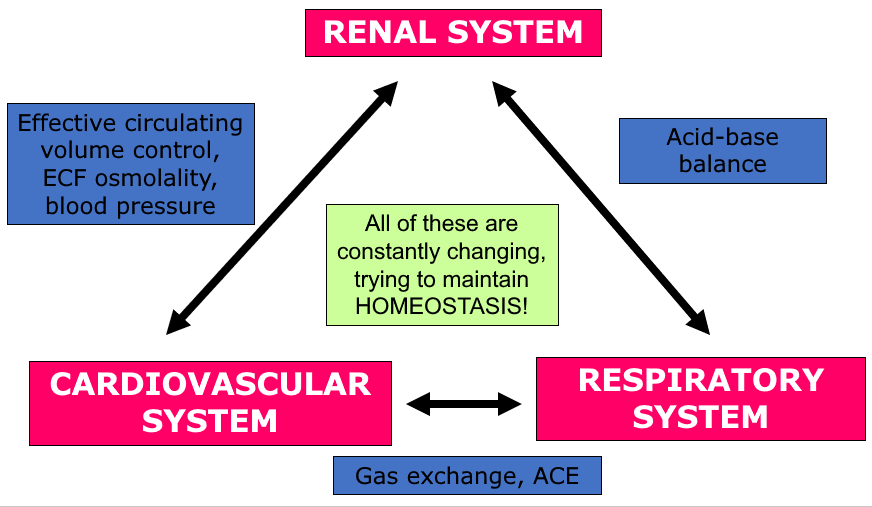 RENAL SYSTEM
Effective circulating
volume control,
ECF osmolality,
blood pressure
Acid-base
balance
All of these are
constantly changing,
trying to maintain
HOMEOSTASIS!
CARDIOVASCULAR
SYSTEM
RESPIRATORY
SYSTEM
Gas exchange, ACE